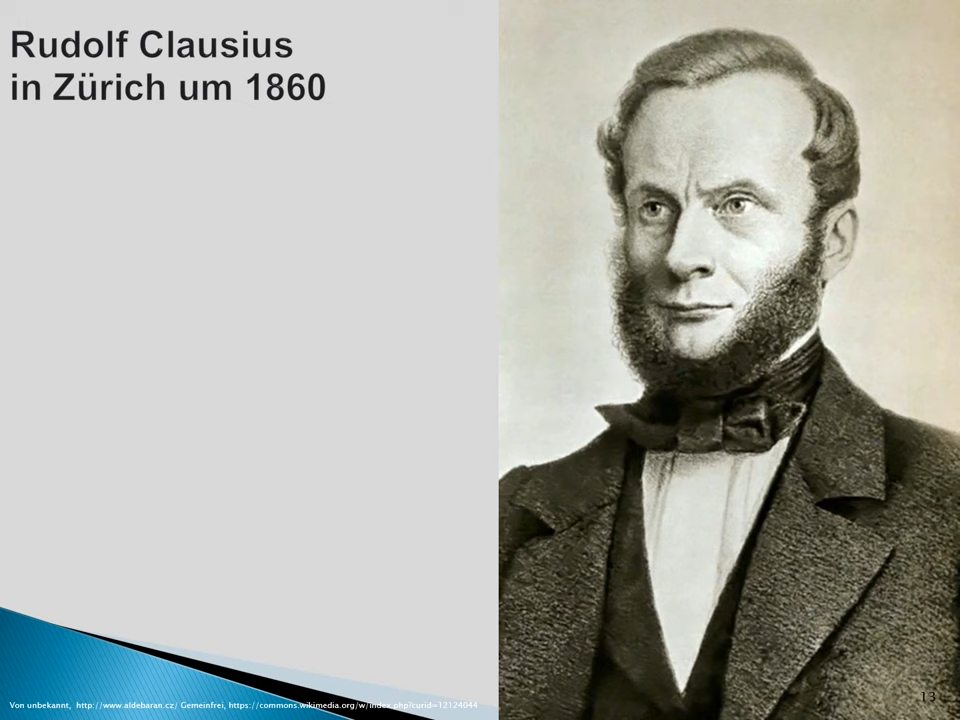 Rudolf Clausius
in Zürich um 1860
Von unbekannt, http://www.aldebaran.cz/ Gemeinfrei, https://commons.wikimedia.org/w/index.php?curid=12124044
13